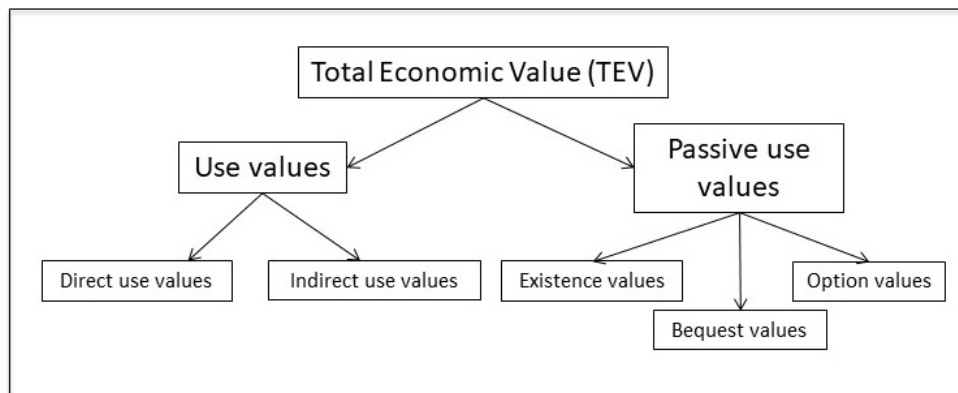 Total Economic Value (TEV)
Use values
Passive use
values
Direct use values
Indirect use values
Existence values
Option values
Bequest values